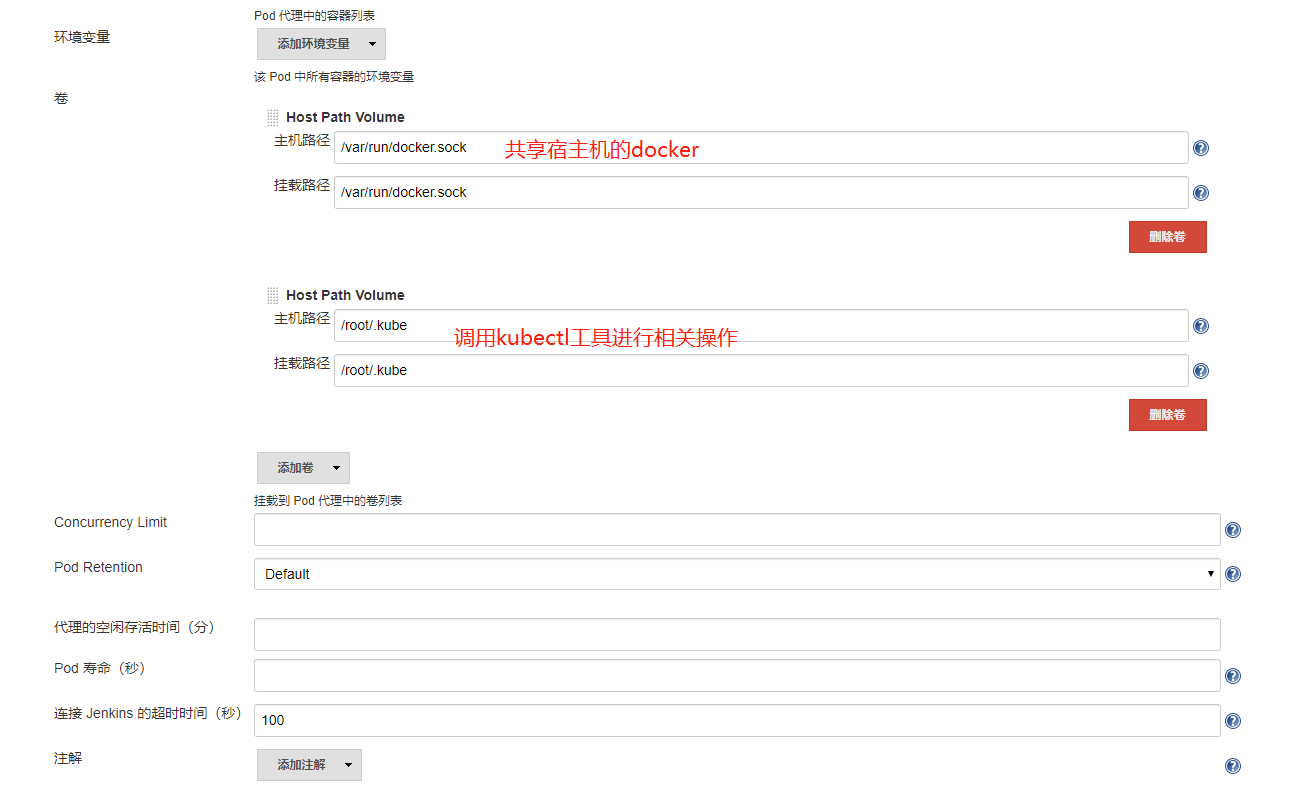 Pod 代理中的容器列表
环境变量
添加环境变量
该 Pod 中所有容器的环境变量
卷
Host Path Volume
主机路径 /var/run/docker.sock 共享宿主机的docker
挂载路径 /var/run/docker.sock
删除卷
Host Path Volume
主机路径 /root/.kube 调用kubectl工具进行相关操作
挂载路径 /root/.kube
删除卷
添加卷
挂载到 Pod 代理中的卷列表
Concurrency Limit
Pod Retention Default
代理的空闲存活时间（分）
Pod 寿命（秒）
连接 Jenkins 的超时时间（秒） 100
注解 添加注解